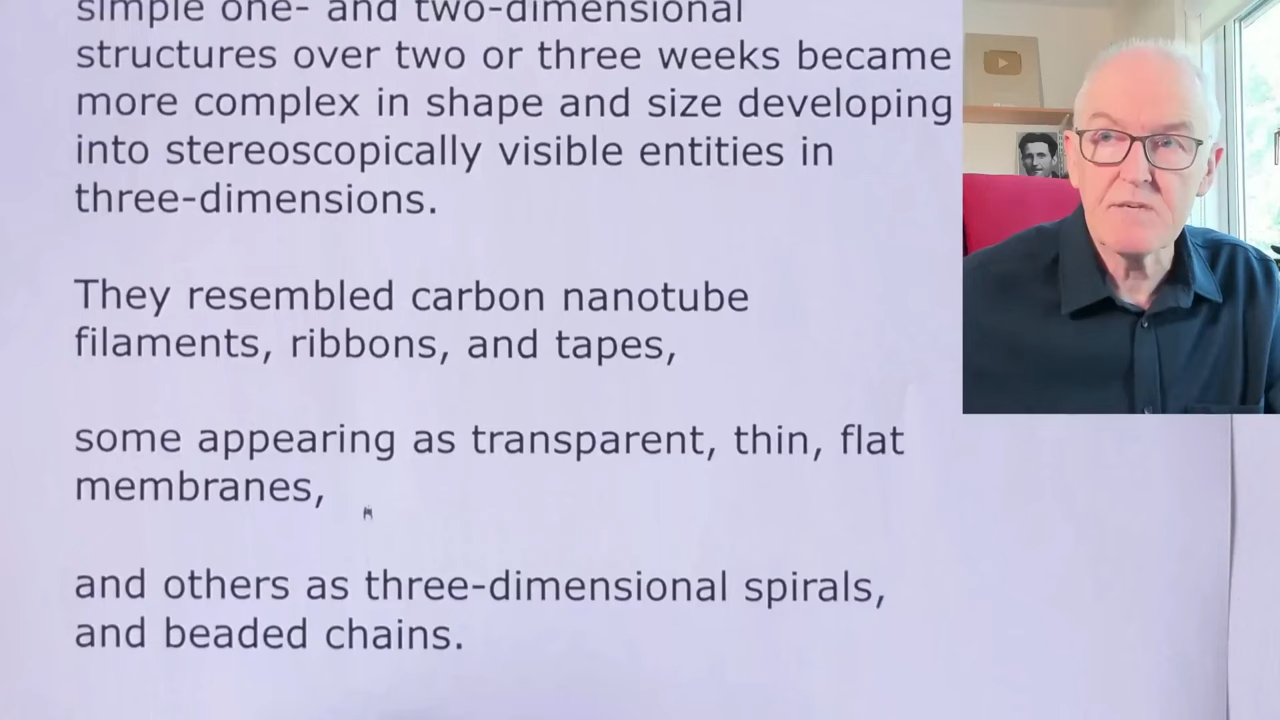 simple one- and two-dimensional
structures over two or three weeks became
more complex in shape and size developing
into stereoscopically visible entities in
three-dimensions.
They resembled carbon nanotube
filaments, ribbons, and tapes,
some appearing as transparent, thin, flat
membranes,
and others as three-dimensional spirals,
and beaded chains.